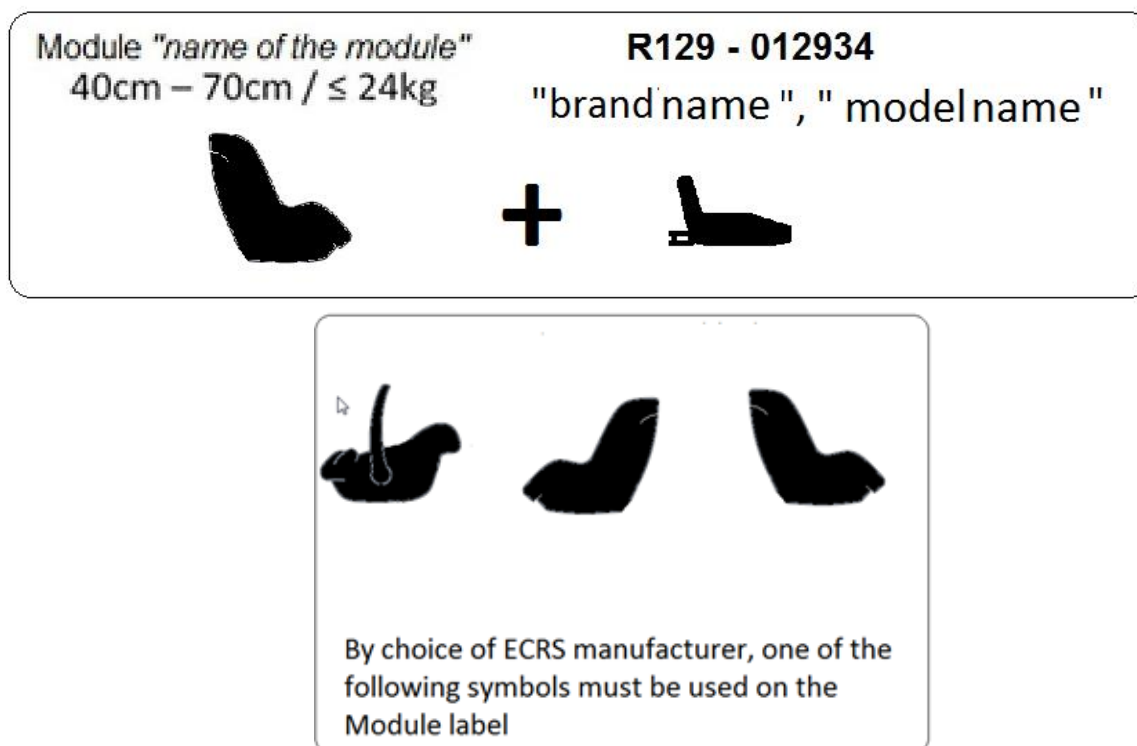 Module "name of the module"
40cm – 70cm / ≤ 24kg
R129 - 012934
"brand name ", " model name "
+
By choice of ECRS manufacturer, one of the
following symbols must be used on the
Module label